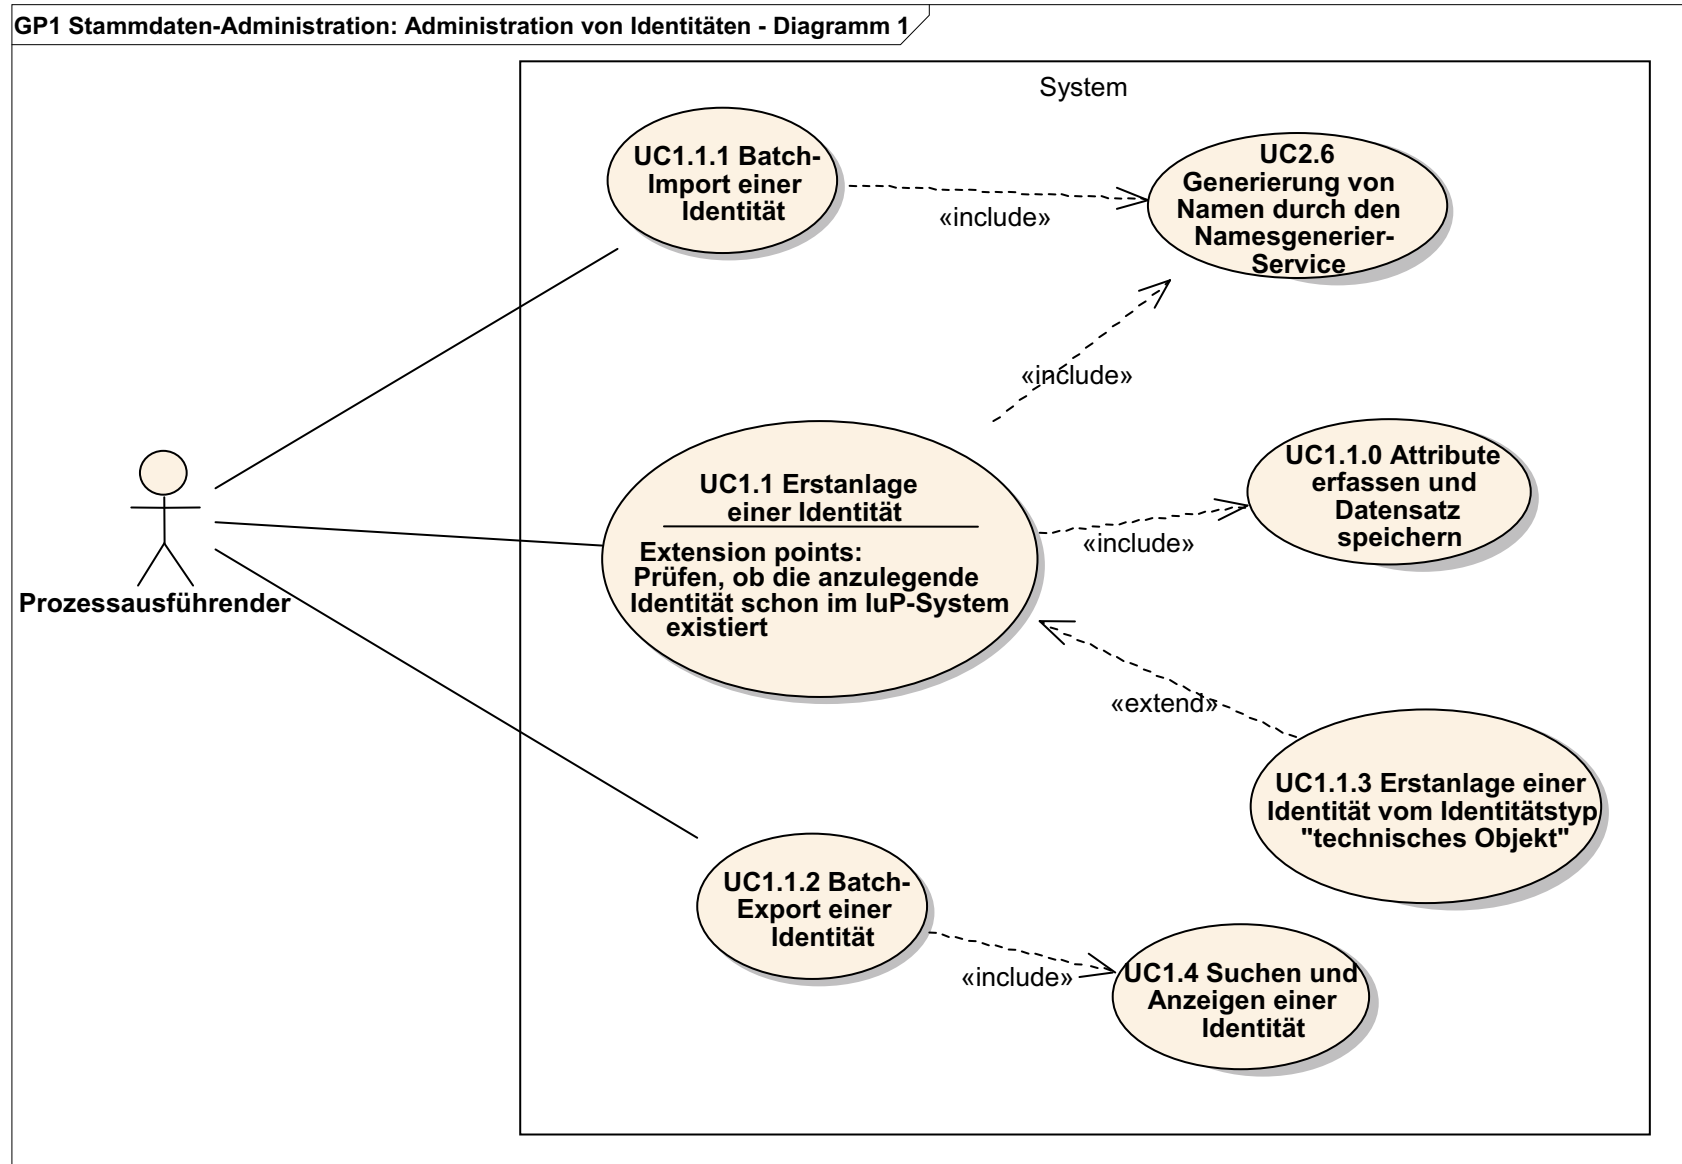 GP1 Stammdaten-Administration: Administration von Identitäten - Diagramm 1
System
UC1.1.1 Batch-
Import einer
Identität
UC2.6
Generierung von
Namen durch den
Namesgenerier-
Service
«include»
«include»
UC1.1 Erstanlage
einer Identität
Extension points:
Prüfen, ob die anzulegende
Identität schon im IuP-System
existiert
UC1.1.0 Attribute
erfassen und
Datensatz
speichern
«include»
Prozessausführender
«extend»
UC1.1.3 Erstanlage einer
Identität vom Identitätstyp
"technisches Objekt"
UC1.1.2 Batch-
Export einer
Identität
«include»
UC1.4 Suchen und
Anzeigen einer
Identität